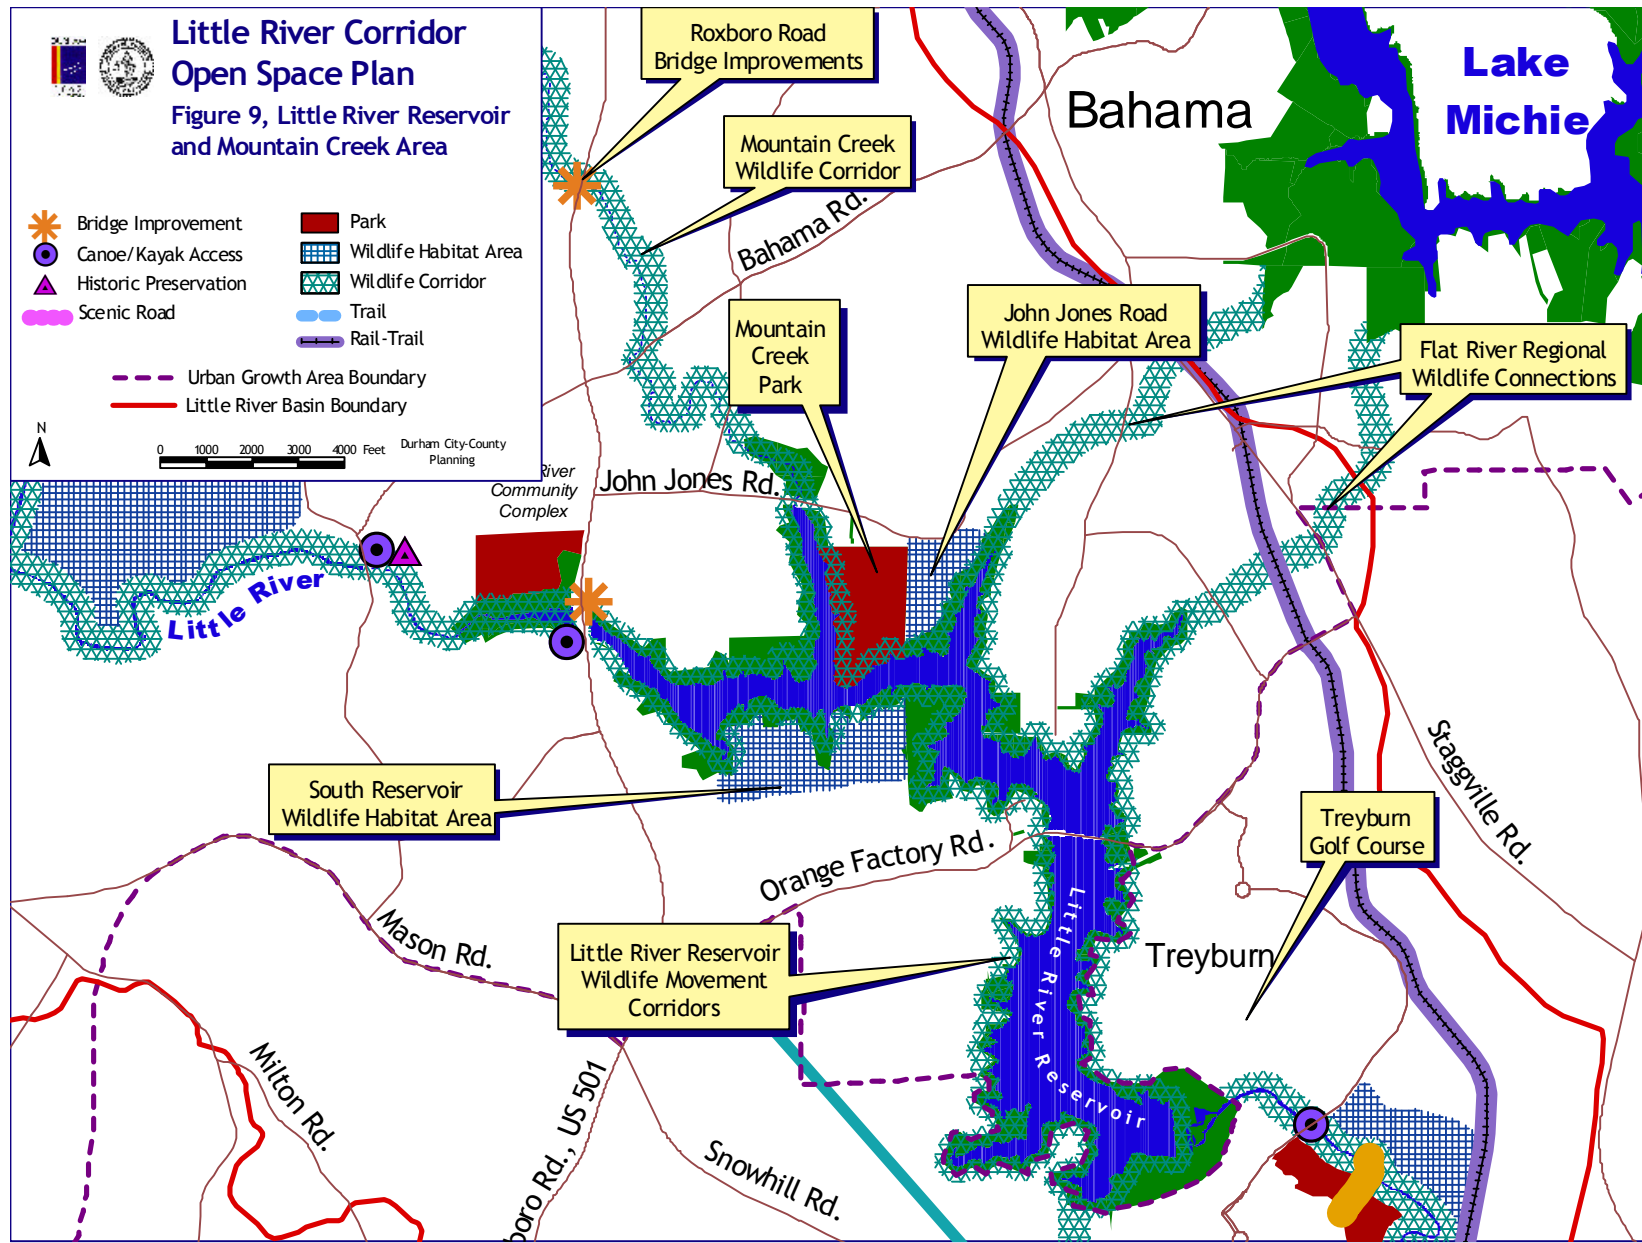 Little River Corridor
Open Space Plan
Figure 9, Little River Reservoir
and Mountain Creek Area
Bridge Improvement
Canoe/Kayak Access
Historic Preservation
Scenic Road
Park
Wildlife Habitat Area
Wildlife Corridor
Trail
Rail-Trail
Urban Growth Area Boundary
Little River Basin Boundary
N
0 1000 2000 3000 4000 Feet
Durham City-County
Planning
Roxboro Road
Bridge Improvements
Mountain Creek
Wildlife Corridor
Bahama Rd.
Bahama
Lake
Michie
Mountain
Creek
Park
John Jones Road
Wildlife Habitat Area
Flat River Regional
Wildlife Connections
River
Community
Complex
John Jones Rd.
Little River
South Reservoir
Wildlife Habitat Area
Orange Factory Rd.
Staggville Rd.
Treyburn
Golf Course
Mason Rd.
Little River Reservoir
Wildlife Movement
Corridors
Little River Reservoir
Treyburn
Milton Rd.
boro Rd., US 501
Snowhill Rd.